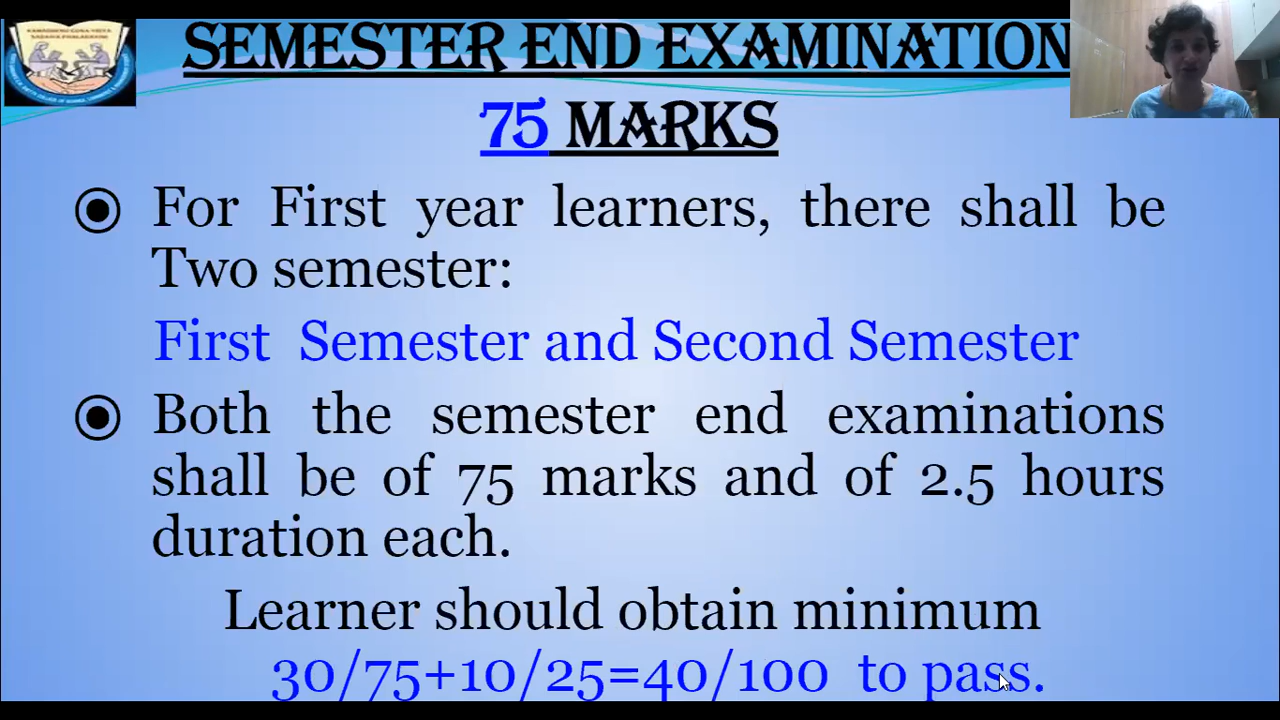 SEMESTER END EXAMINATION
75 MARKS
For First year learners, there shall be
Two semester:
First Semester and Second Semester
Both the semester end examinations
shall be of 75 marks and of 2.5 hours
duration each.
Learner should obtain minimum
30/75+10/25=40/100 to pass.